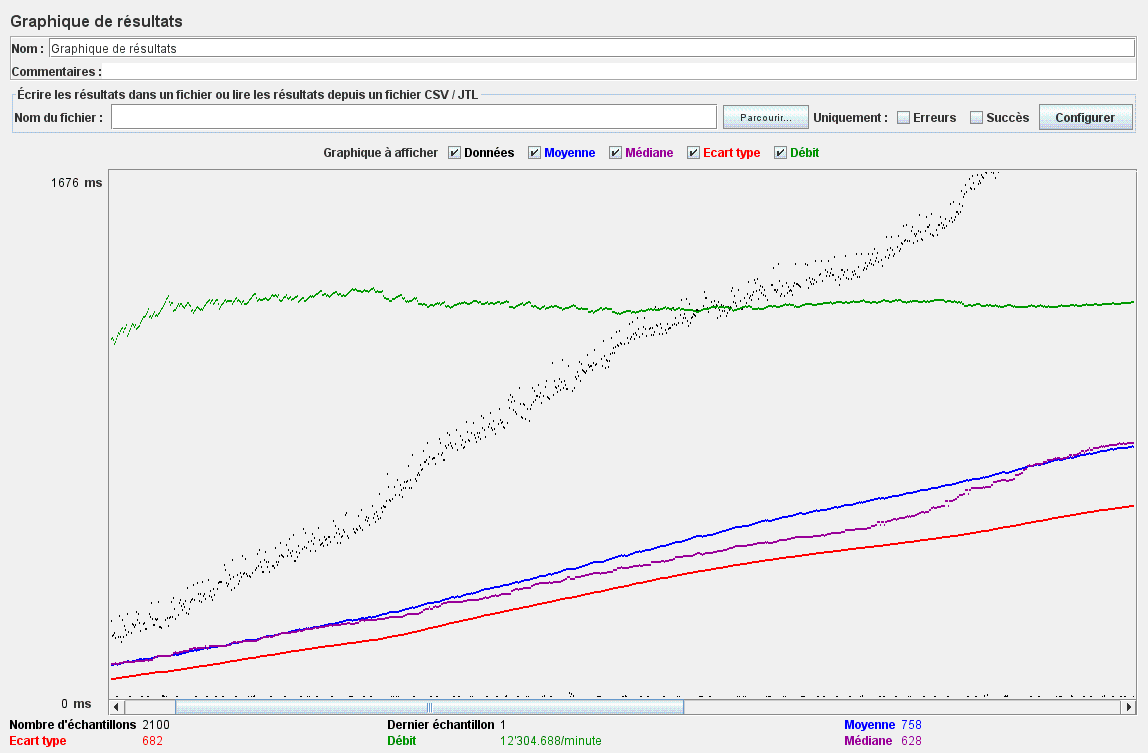 Graphique de résultats
Nom : Graphique de résultats
Commentaires :
Écrire les résultats dans un fichier ou lire les résultats depuis un fichier CSV / JTL
Nom du fichier : Parcourir... Uniquement : Erreurs Succès Configurer
Graphique à afficher Données Moyenne Médiane Ecart type Débit
1676 ms
0 ms
Nombre d'échantillons 2100 Dernier échantillon 1 Moyenne 758
Ecart type 682 Débit 12'304.688/minute Médiane 628